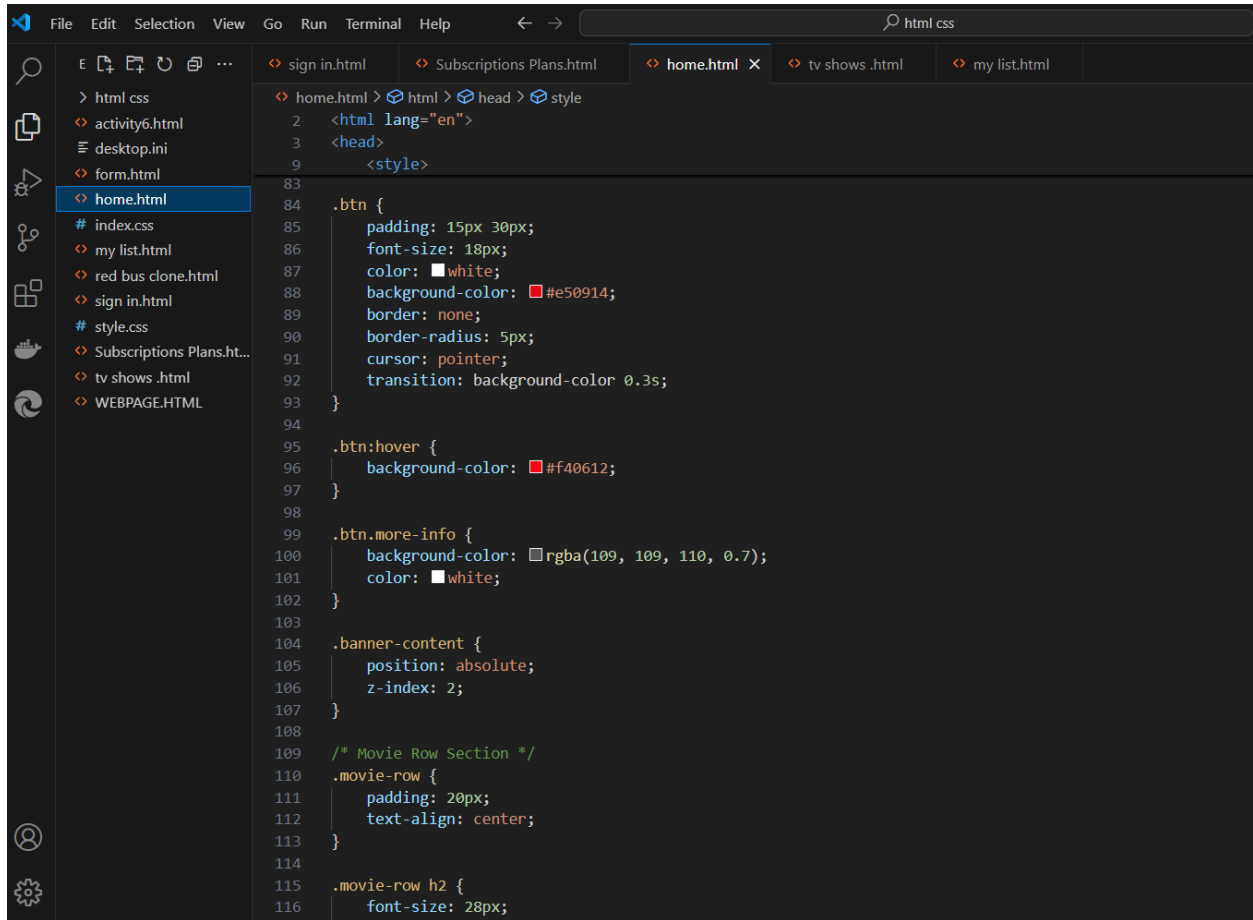 File Edit Selection View Go Run Terminal Help ← → html css
E ···
sign in.html Subscriptions Plans.html home.html × tv shows .html my list.html
> html css
activity6.html
desktop.ini
form.html
home.html
# index.css
my list.html
red bus clone.html
sign in.html
# style.css
Subscriptions Plans.ht...
tv shows .html
WEBPAGE.HTML
home.html > html > head > style
2 <html lang="en">
3 <head>
9 <style>
83
84 .btn {
85 padding: 15px 30px;
86 font-size: 18px;
87 color: white;
88 background-color: #e50914;
89 border: none;
90 border-radius: 5px;
91 cursor: pointer;
92 transition: background-color 0.3s;
93 }
94
95 .btn:hover {
96 background-color: #f40612;
97 }
98
99 .btn.more-info {
100 background-color: rgba(109, 109, 110, 0.7);
101 color: white;
102 }
103
104 .banner-content {
105 position: absolute;
106 z-index: 2;
107 }
108
109 /* Movie Row Section */
110 .movie-row {
111 padding: 20px;
112 text-align: center;
113 }
114
115 .movie-row h2 {
116 font-size: 28px;